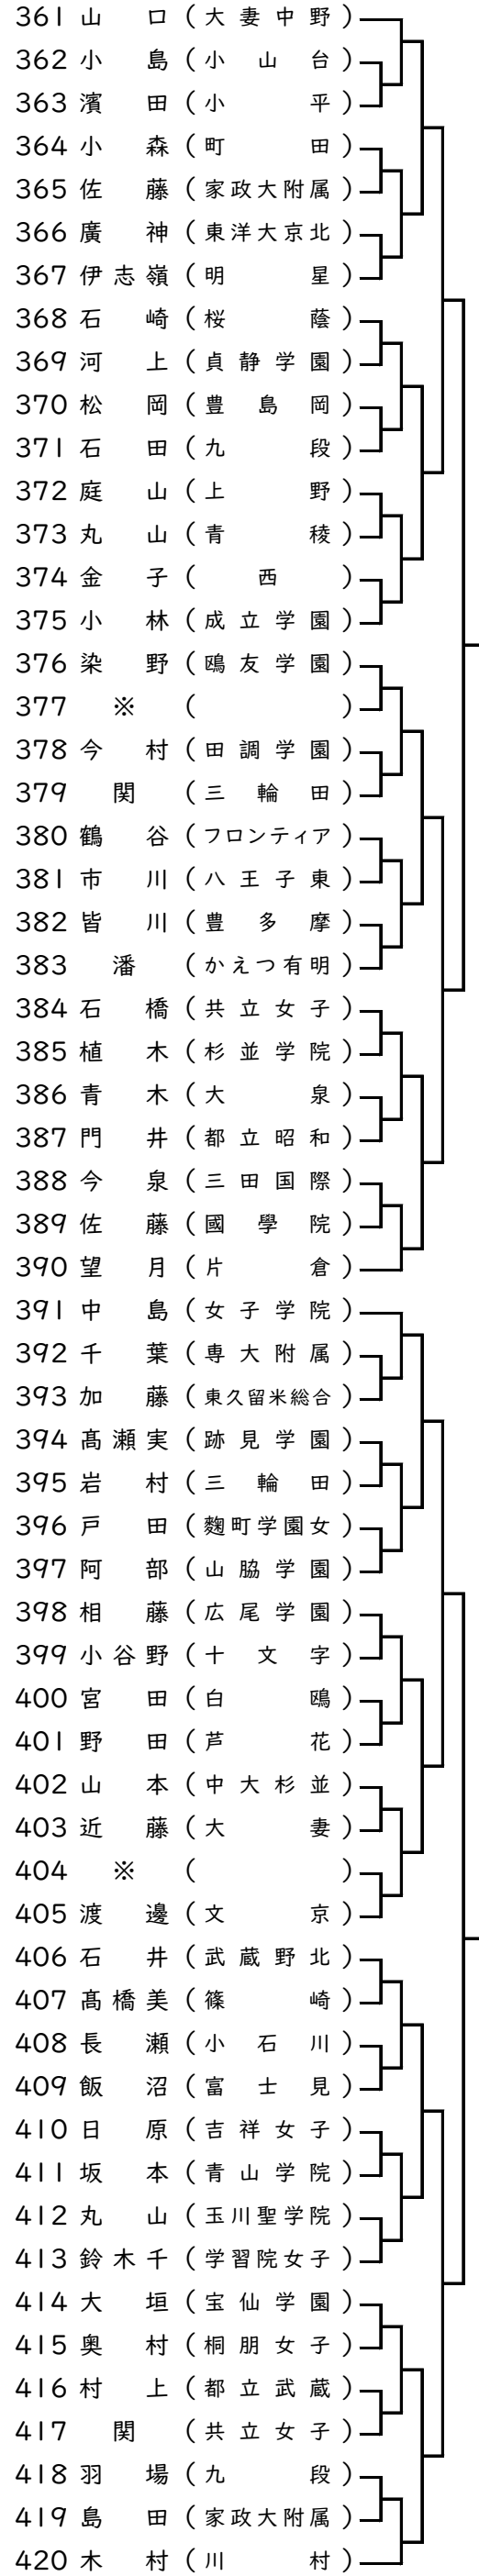 361 山口 (大妻中野)
362 小島 (小山台)
363 濱田 (小平)
364 小森 (町田)
365 佐藤 (家政大附属)
366 廣神 (東洋大京北)
367 伊志嶺 (明星)
368 石崎 (桜蔭)
369 河上 (貞静学園)
370 松岡 (豊島岡)
371 石田 (九段)
372 庭山 (上野)
373 丸山 (青稜)
374 金子 (西)
375 小林 (成立学園)
376 染野 (鴎友学園)
377 ※ ( )
378 今村 (田調学園)
379 関 (三輪田)
380 鶴谷 (フロンティア)
381 市川 (八王子東)
382 皆川 (豊多摩)
383 潘 (かえつ有明)
384 石橋 (共立女子)
385 植木 (杉並学院)
386 青木 (大泉)
387 門井 (都立昭和)
388 今泉 (三田国際)
389 佐藤 (國學院)
390 望月 (片倉)
391 中島 (女子学院)
392 千葉 (専大附属)
393 加藤 (東久留米総合)
394 髙瀬実 (跡見学園)
395 岩村 (三輪田)
396 戸田 (麴町学園女)
397 阿部 (山脇学園)
398 相藤 (広尾学園)
399 小谷野 (十文字)
400 宮田 (白鴎)
401 野田 (芦花)
402 山本 (中大杉並)
403 近藤 (大妻)
404 ※ ( )
405 渡邊 (文京)
406 石井 (武蔵野北)
407 髙橋美 (篠崎)
408 長瀬 (小石川)
409 飯沼 (富士見)
410 日原 (吉祥女子)
411 坂本 (青山学院)
412 丸山 (玉川聖学院)
413 鈴木千 (学習院女子)
414 大垣 (宝仙学園)
415 奥村 (桐朋女子)
416 村上 (都立武蔵)
417 関 (共立女子)
418 羽場 (九段)
419 島田 (家政大附属)
420 木村 (川村)